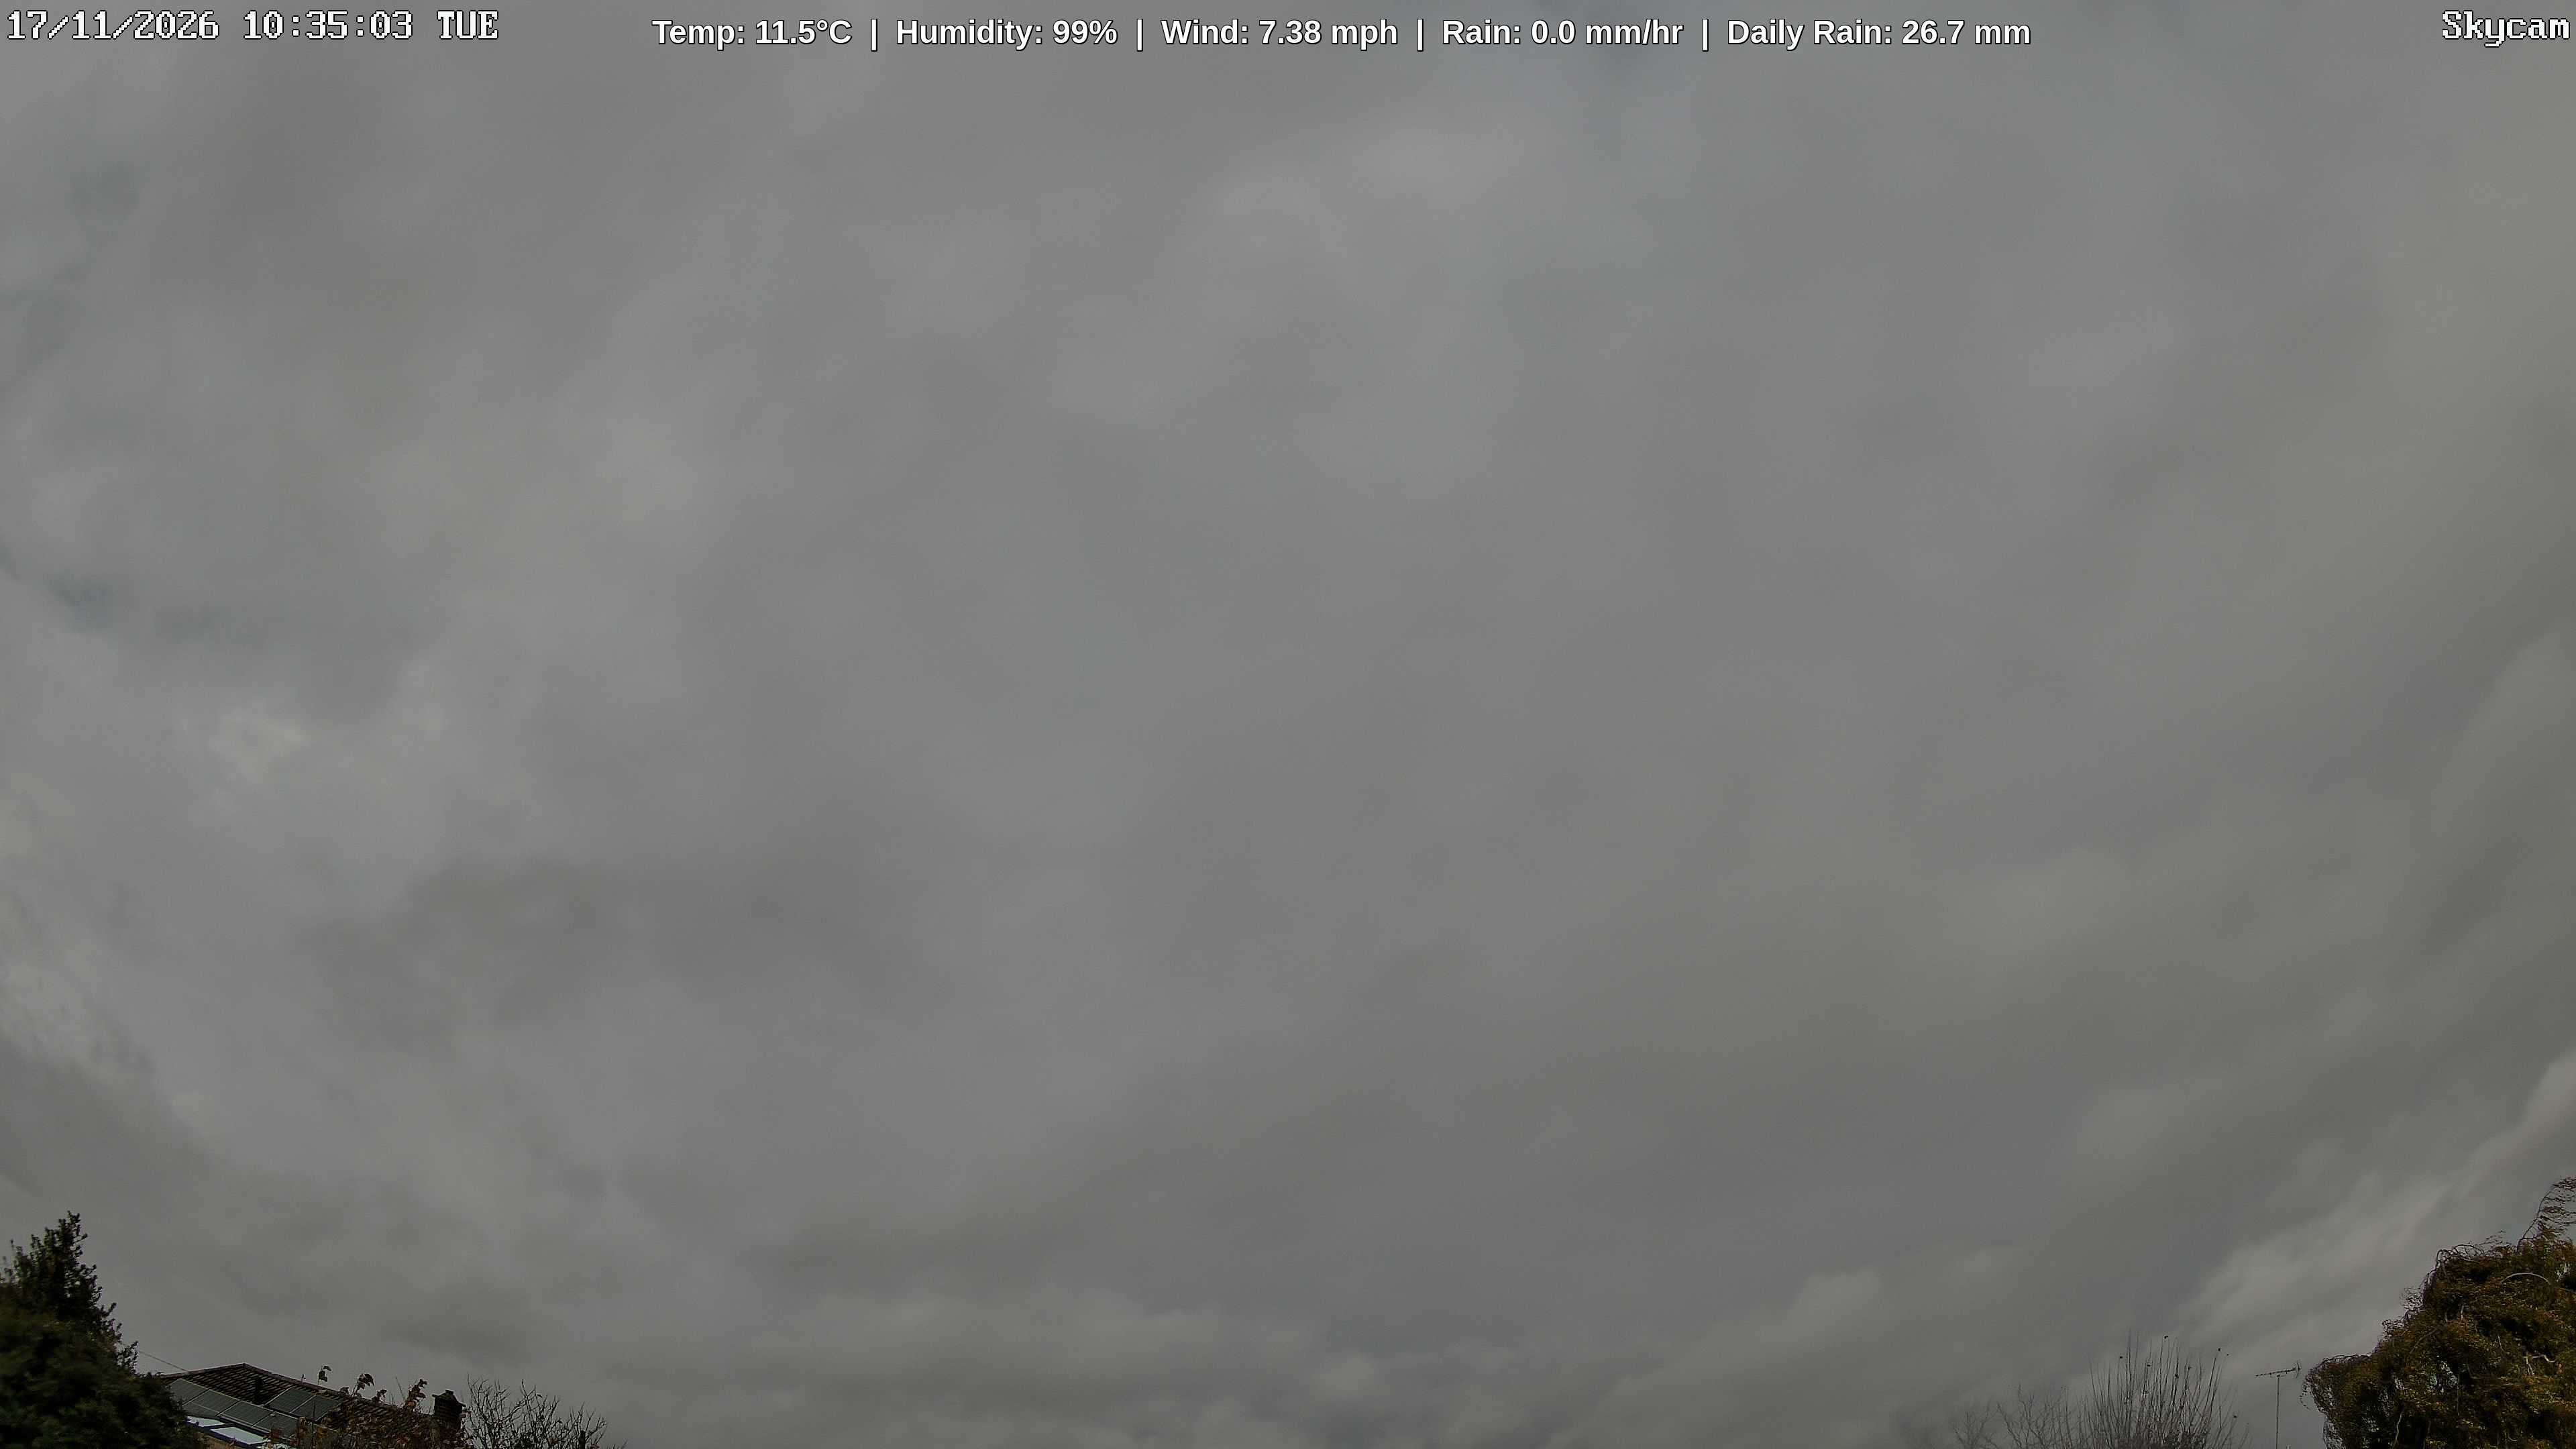 17/11/2026 10:35:03 TUE
Temp: 11.5°C | Humidity: 99% | Wind: 7.38 mph | Rain: 0.0 mm/hr | Daily Rain: 26.7 mm
Skycam